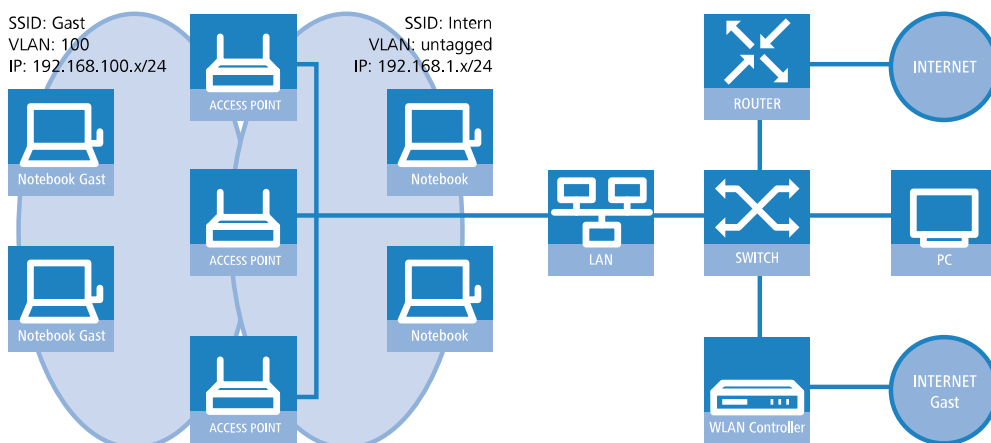 SSID: Gast
VLAN: 100
IP: 192.168.100.x/24
SSID: Intern
VLAN: untagged
IP: 192.168.1.x/24
ACCESS POINT
ROUTER
INTERNET
Notebook Gast
Notebook
ACCESS POINT
LAN
SWITCH
PC
Notebook Gast
Notebook
ACCESS POINT
WLAN Controller
INTERNET
Gast